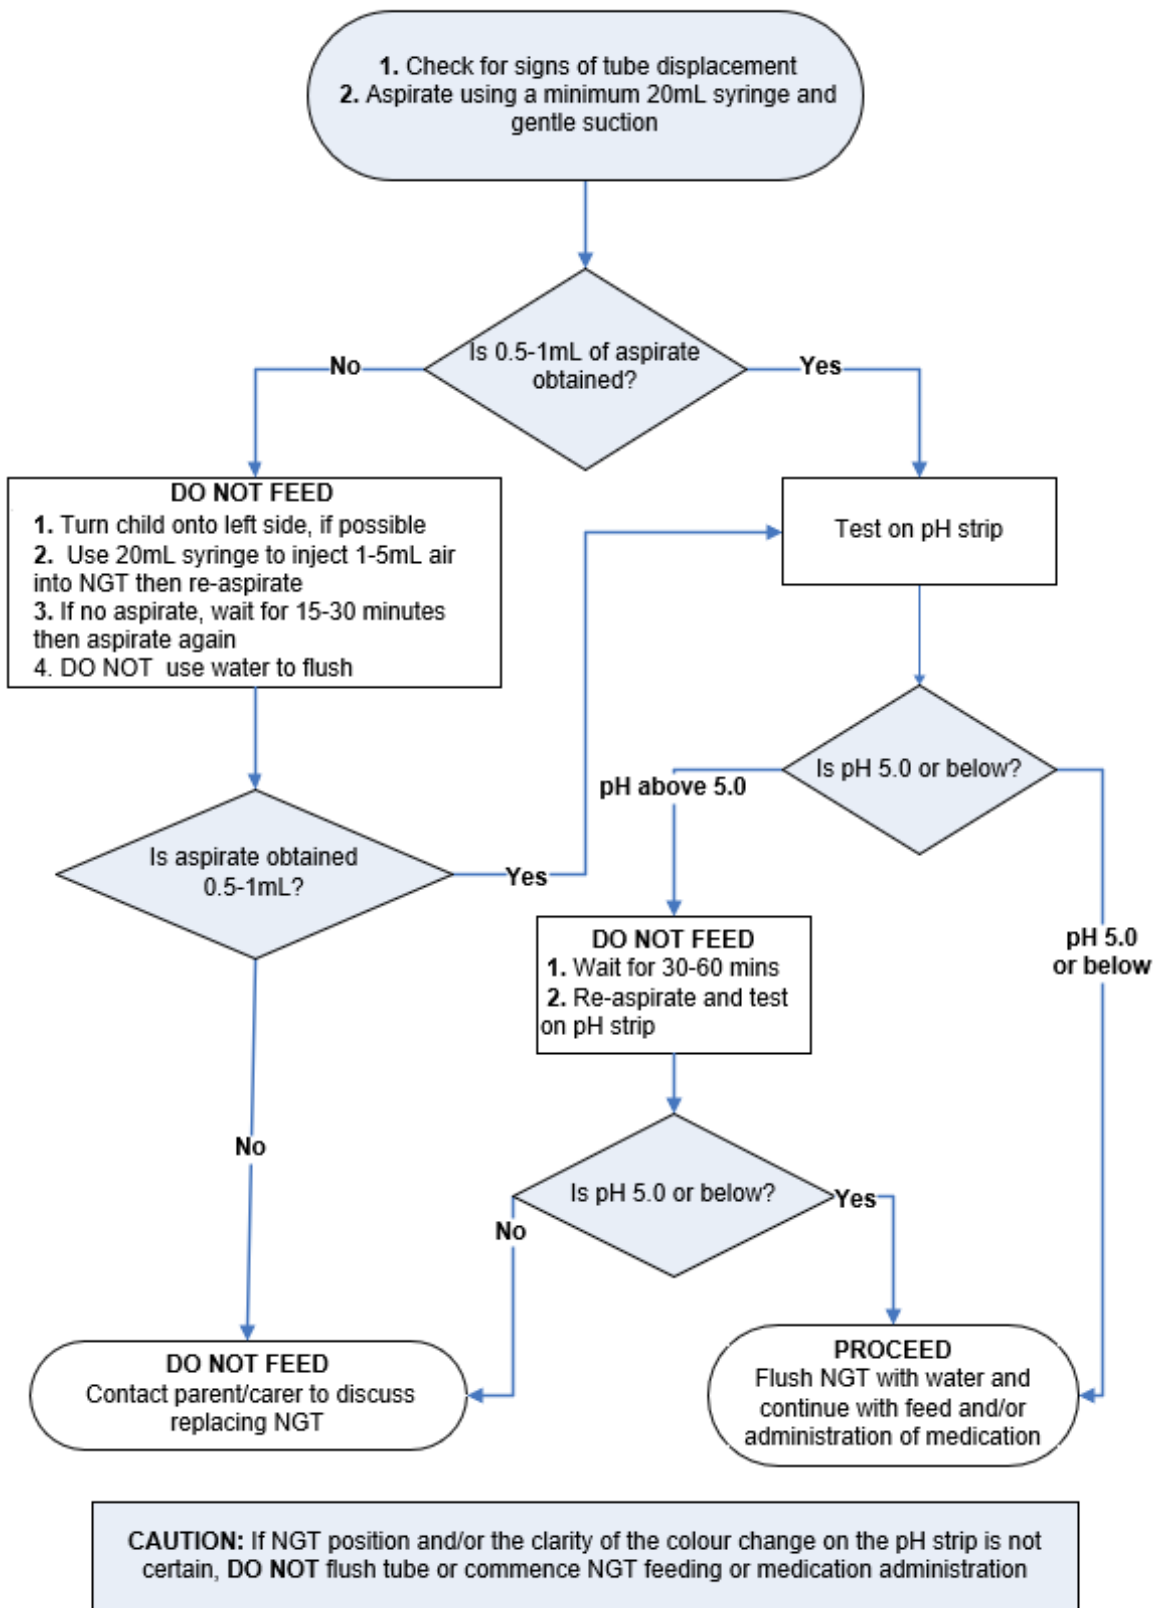 1. Check for signs of tube displacement
2. Aspirate using a minimum 20mL syringe and
gentle suction
Is 0.5-1mL of aspirate
obtained?
No
Yes
DO NOT FEED
1. Turn child onto left side, if possible
2. Use 20mL syringe to inject 1-5mL air
into NGT then re-aspirate
3. If no aspirate, wait for 15-30 minutes
then aspirate again
4. DO NOT use water to flush
Test on pH strip
Is pH 5.0 or below?
pH above 5.0
Is aspirate obtained
0.5-1mL?
Yes
DO NOT FEED
1. Wait for 30-60 mins
2. Re-aspirate and test
on pH strip
pH 5.0
or below
No
Is pH 5.0 or below?
Yes
No
DO NOT FEED
Contact parent/carer to discuss
replacing NGT
PROCEED
Flush NGT with water and
continue with feed and/or
administration of medication
CAUTION: If NGT position and/or the clarity of the colour change on the pH strip is not
certain, DO NOT flush tube or commence NGT feeding or medication administration